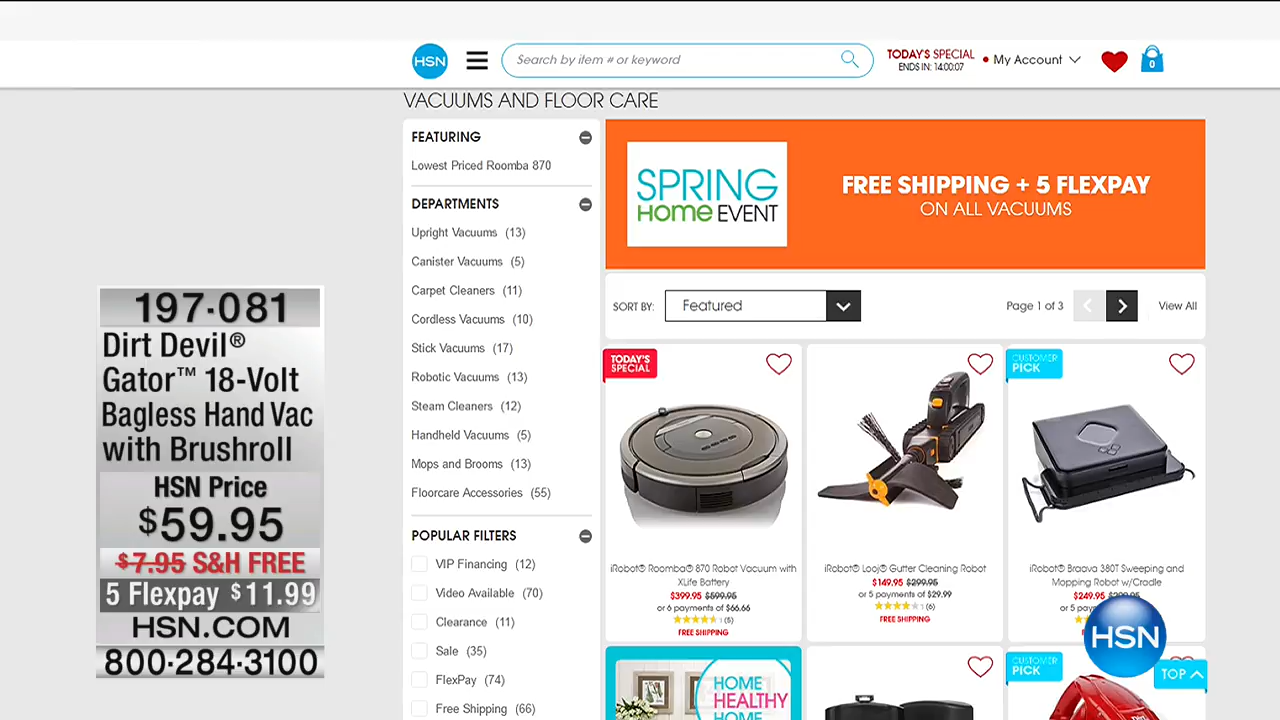 HSN
Search by item # or keyword
TODAY'S SPECIAL
ENDS IN: 14:00:07
My Account
0
VACUUMS AND FLOOR CARE
FEATURING
Lowest Priced Roomba 870
DEPARTMENTS
Upright Vacuums (13)
Canister Vacuums (5)
Carpet Cleaners (11)
Cordless Vacuums (10)
Stick Vacuums (17)
Robotic Vacuums (13)
Steam Cleaners (12)
Handheld Vacuums (5)
Mops and Brooms (13)
Floorcare Accessories (55)
POPULAR FILTERS
VIP Financing (12)
Video Available (70)
Clearance (11)
Sale (35)
FlexPay (74)
Free Shipping (66)
SPRING
Home EVENT
FREE SHIPPING + 5 FLEXPAY
ON ALL VACUUMS
SORT BY:
Featured
Page 1 of 3
View All
TODAY'S
SPECIAL
iRobot® Roomba® 870 Robot Vacuum with
XLife Battery
$399.95 $599.95
or 6 payments of $66.66
(5)
FREE SHIPPING
iRobot® Looj® Gutter Cleaning Robot
$149.95 $299.95
or 5 payments of $29.99
(6)
FREE SHIPPING
CUSTOMER
PICK
iRobot® Braava 380T Sweeping and
Mopping Robot w/Cradle
$249.95
or 5
HOME
HEALTHY
HOME
CUSTOMER
PICK
HSN
TOP
197·081
Dirt Devil®
Gator™ 18-Volt
Bagless Hand Vac
with Brushroll
HSN Price
$59.95
$7.95 S&H FREE
5 Flexpay $11.99
HSN.COM
800·284·3100